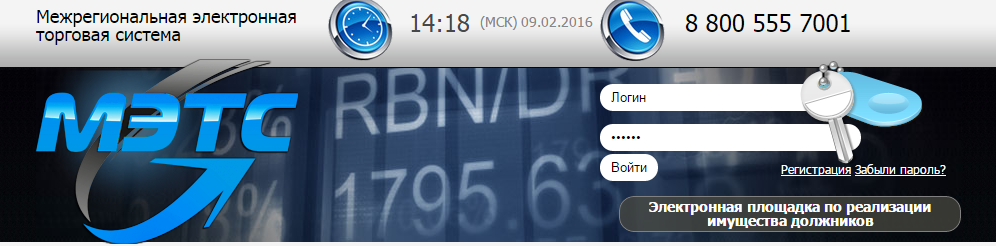 Межрегиональная электронная
торговая система
14:18 (МСК) 09.02.2016
8 800 555 7001
МЭТС
RBN/DR
3%
%
1795.63
Логин
••••••
Войти
Регистрация Забыли пароль?
Электронная площадка по реализации
имущества должников